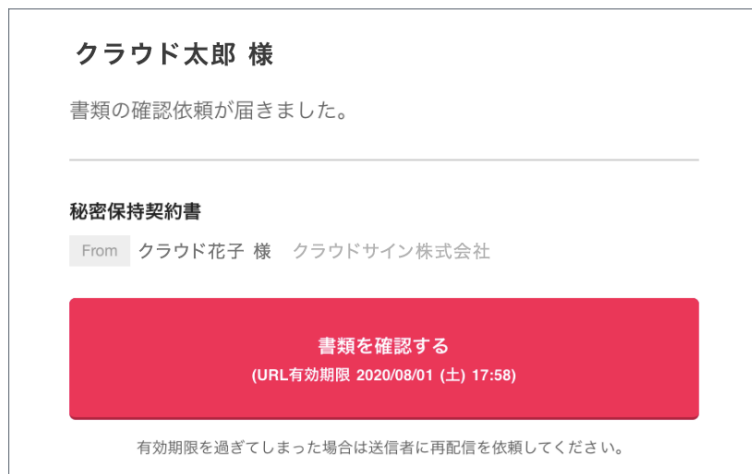 クラウド太郎 様
書類の確認依頼が届きました。
秘密保持契約書
From クラウド花子 様 クラウドサイン株式会社
書類を確認する
(URL有効期限 2020/08/01 (土) 17:58)
有効期限を過ぎてしまった場合は送信者に再配信を依頼してください。